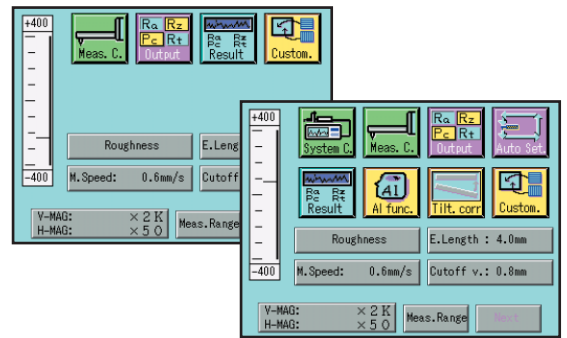 +400
Ra Rz
Pc Rt
Ra Rz
Pc Rt
Meas. C.
Output
Result
Custom.
Roughness
E.Leng
-400
M.Speed: 0.6mm/s
Cutoff
V-MAG: ×2K
H-MAG: ×50
Meas.Range
+400
Ra Rz
Pc Rt
System C.
Meas. C.
Output
Auto Set.
Ra Rz
Pc Rt
AI
Result
AI func.
Tilt. corr
Custom.
Roughness
E.Length : 4.0mm
-400
M.Speed: 0.6mm/s
Cutoff v.: 0.8mm
V-MAG: ×2K
H-MAG: ×50
Meas.Range
Next